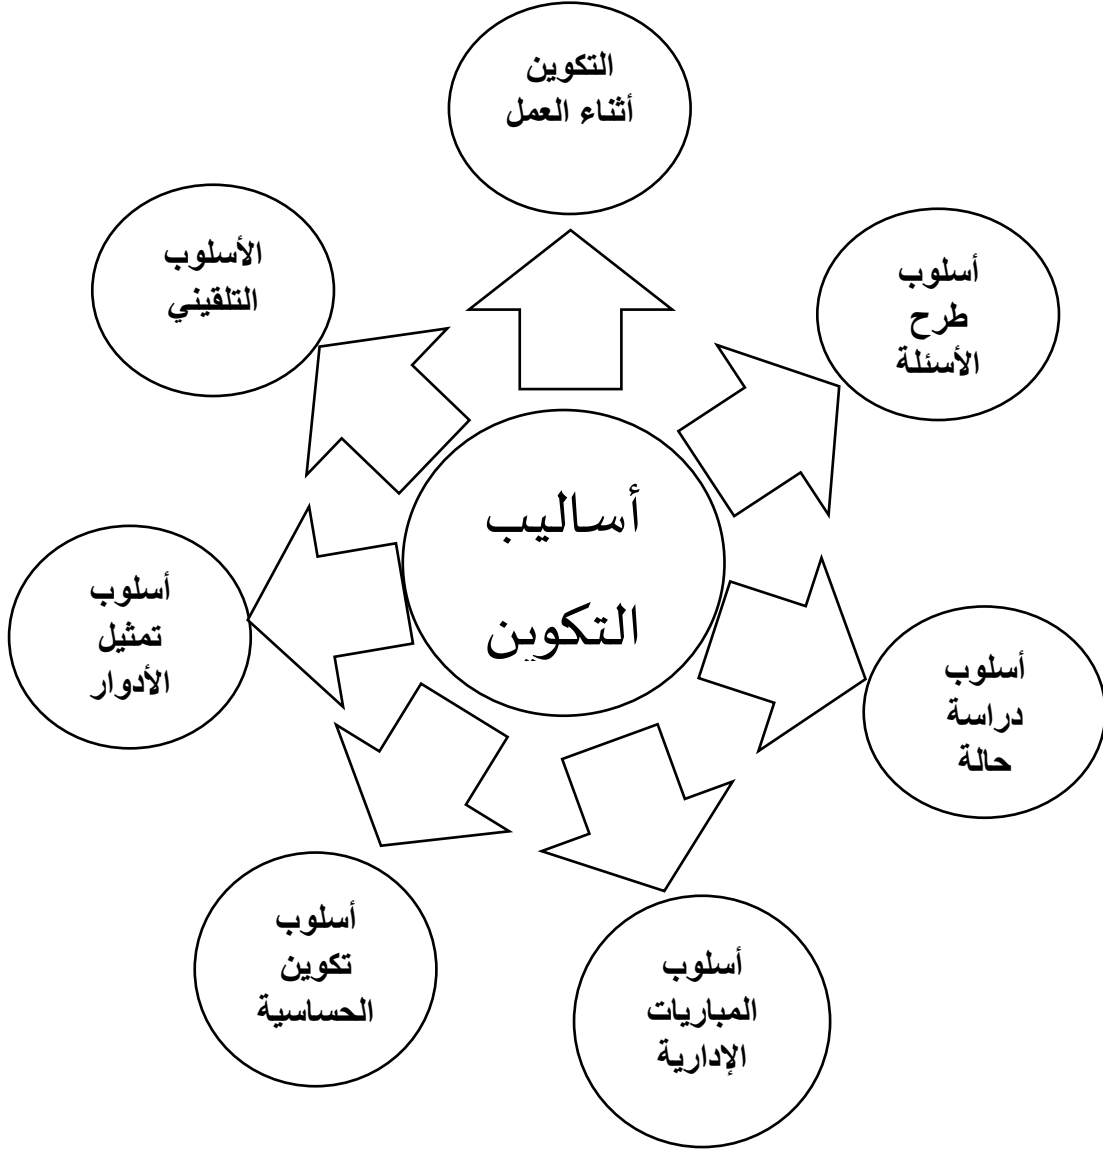 التكوين
أثناء العمل
أسلوب
طرح
الأسئلة
الأسلوب
التلقيني
أساليب
التكوين
أسلوب
تمثيل
الأدوار
أسلوب
دراسة
حالة
أسلوب
تكوين
الحساسية
أسلوب
المباريات
الإدارية